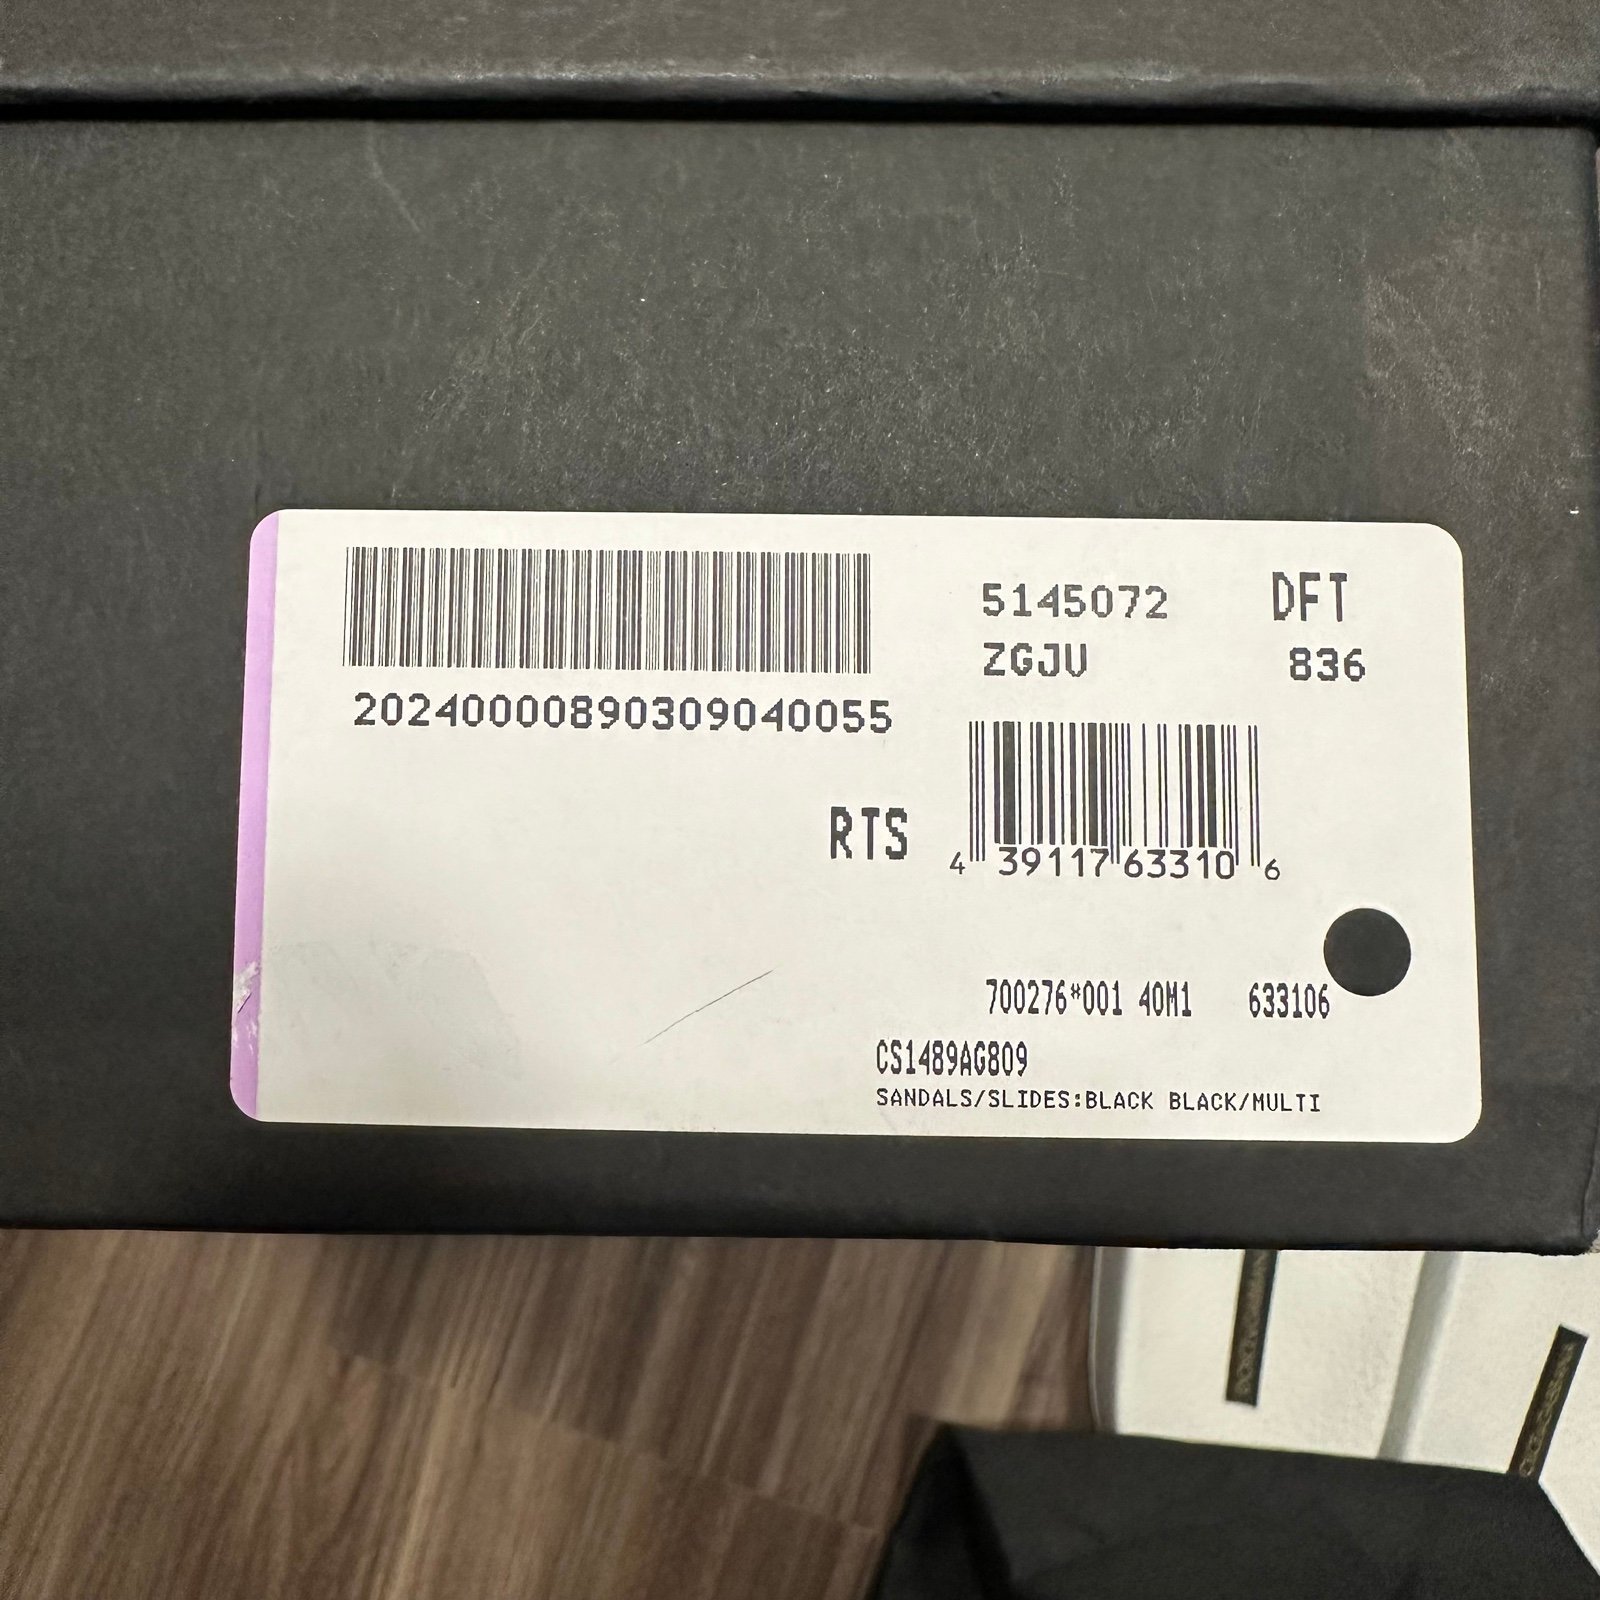 5145072 DFT
ZGJU 836
20240000890309040055
RTS
4 39117 63310 6
700276*001 40M1 633106
CS1489AG809
SANDALS/SLIDES:BLACK BLACK/MULTI